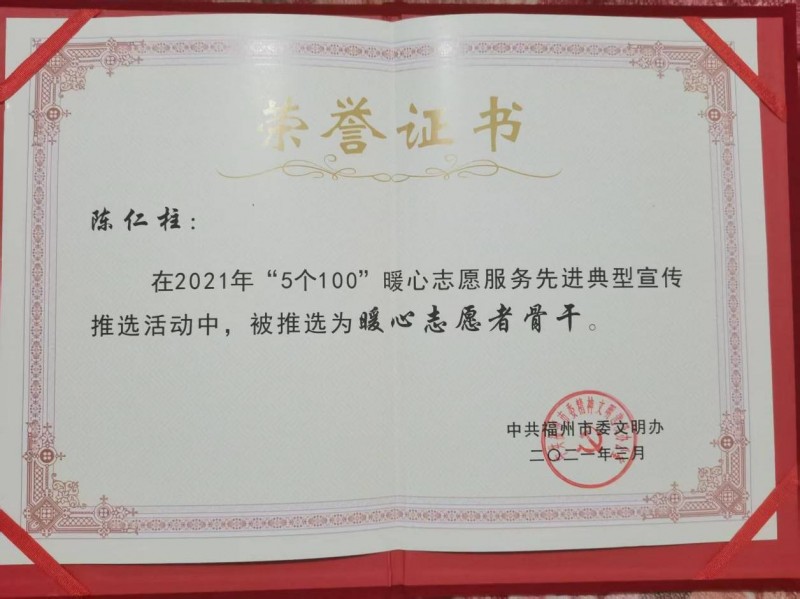 荣誉证书
陈仁柱：
在2021年“5个100”暖心志愿服务先进典型宣传
推选活动中，被推选为暖心志愿者骨干。
中共福州市委文明办
二〇二一年三月